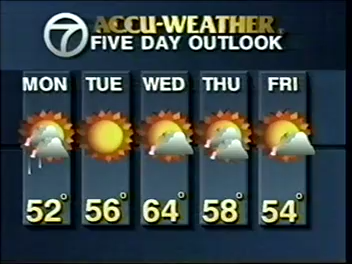 7 ACCU-WEATHER
FIVE DAY OUTLOOK
MON TUE WED THU FRI
52° 56° 64° 58° 54°